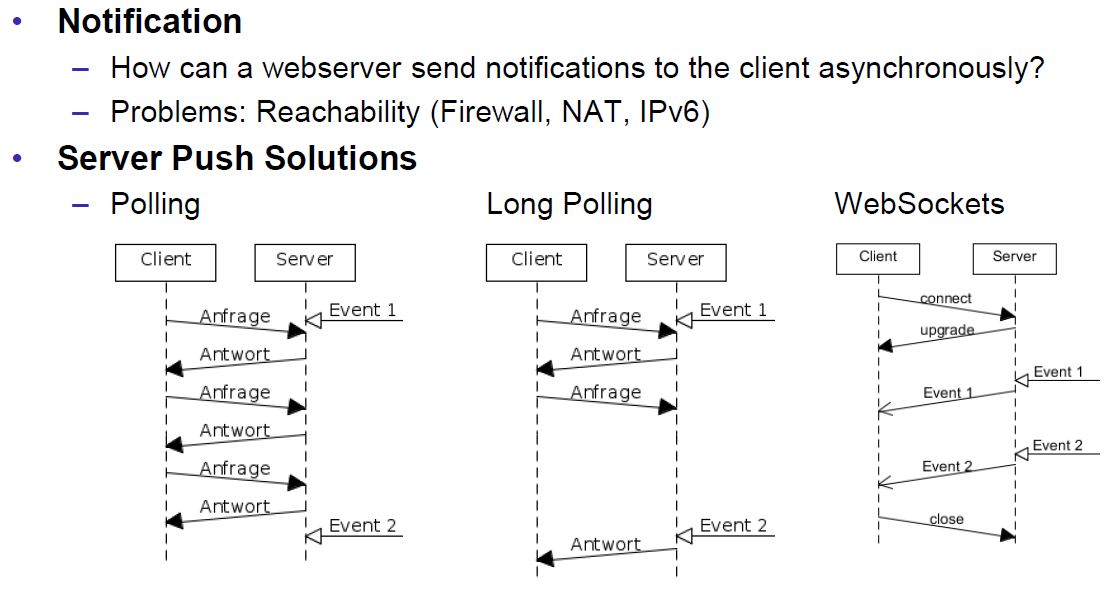 • Notification
– How can a webserver send notifications to the client asynchronously?
– Problems: Reachability (Firewall, NAT, IPv6)
• Server Push Solutions
– Polling Long Polling WebSockets
Client Server
Anfrage Event 1
Antwort
Anfrage
Antwort
Anfrage
Antwort
Event 2
Client Server
Anfrage Event 1
Antwort
Anfrage
Event 2
Antwort
Client Server
connect
upgrade
Event 1
Event 1
Event 2
Event 2
close